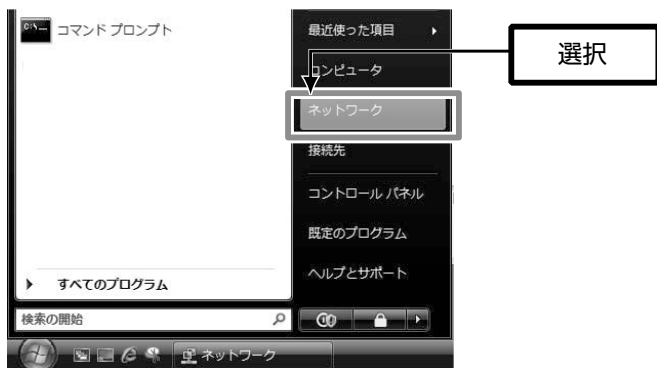 コマンド プロンプト
最近使った項目
コンピュータ
ネットワーク
接続先
コントロール パネル
既定のプログラム
ヘルプとサポート
すべてのプログラム
検索の開始
ネットワーク
選択